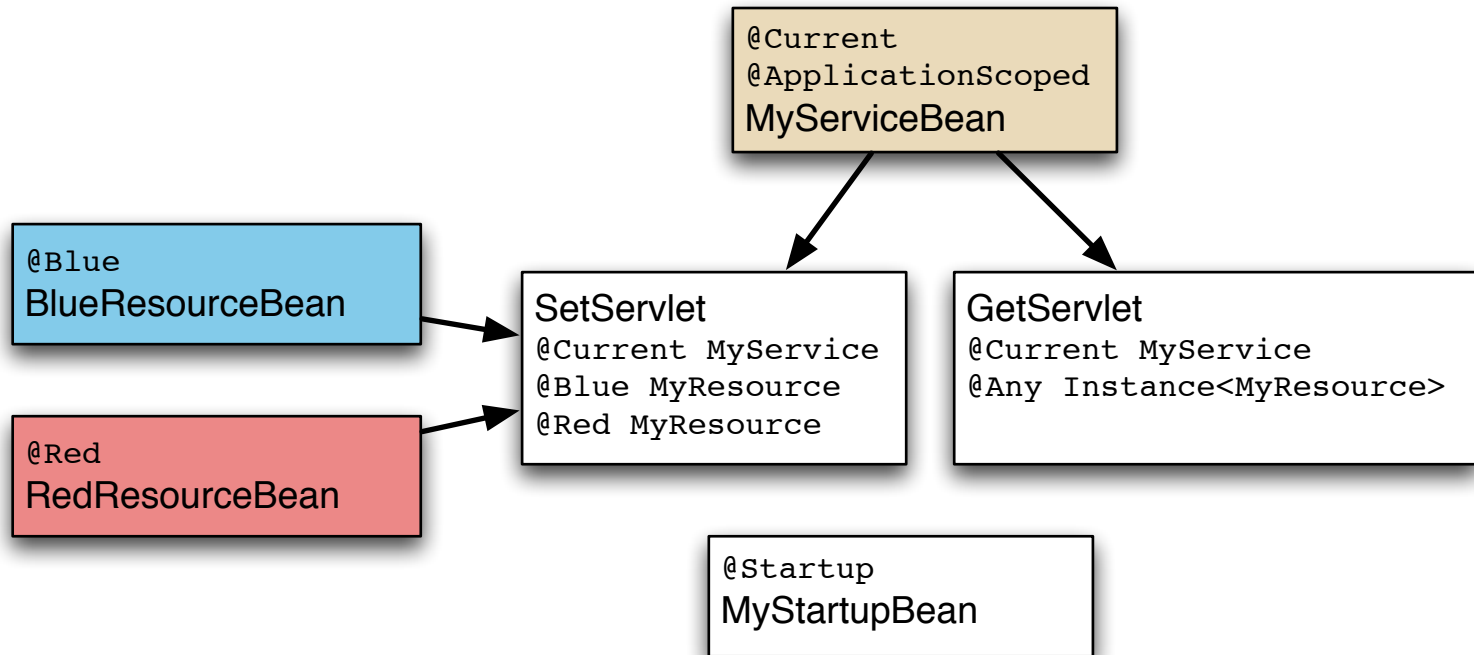 @Current
@ApplicationScoped
MyServiceBean
@Blue
BlueResourceBean
@Red
RedResourceBean
SetServlet
@Current MyService
@Blue MyResource
@Red MyResource
GetServlet
@Current MyService
@Any Instance<MyResource>
@Startup
MyStartupBean